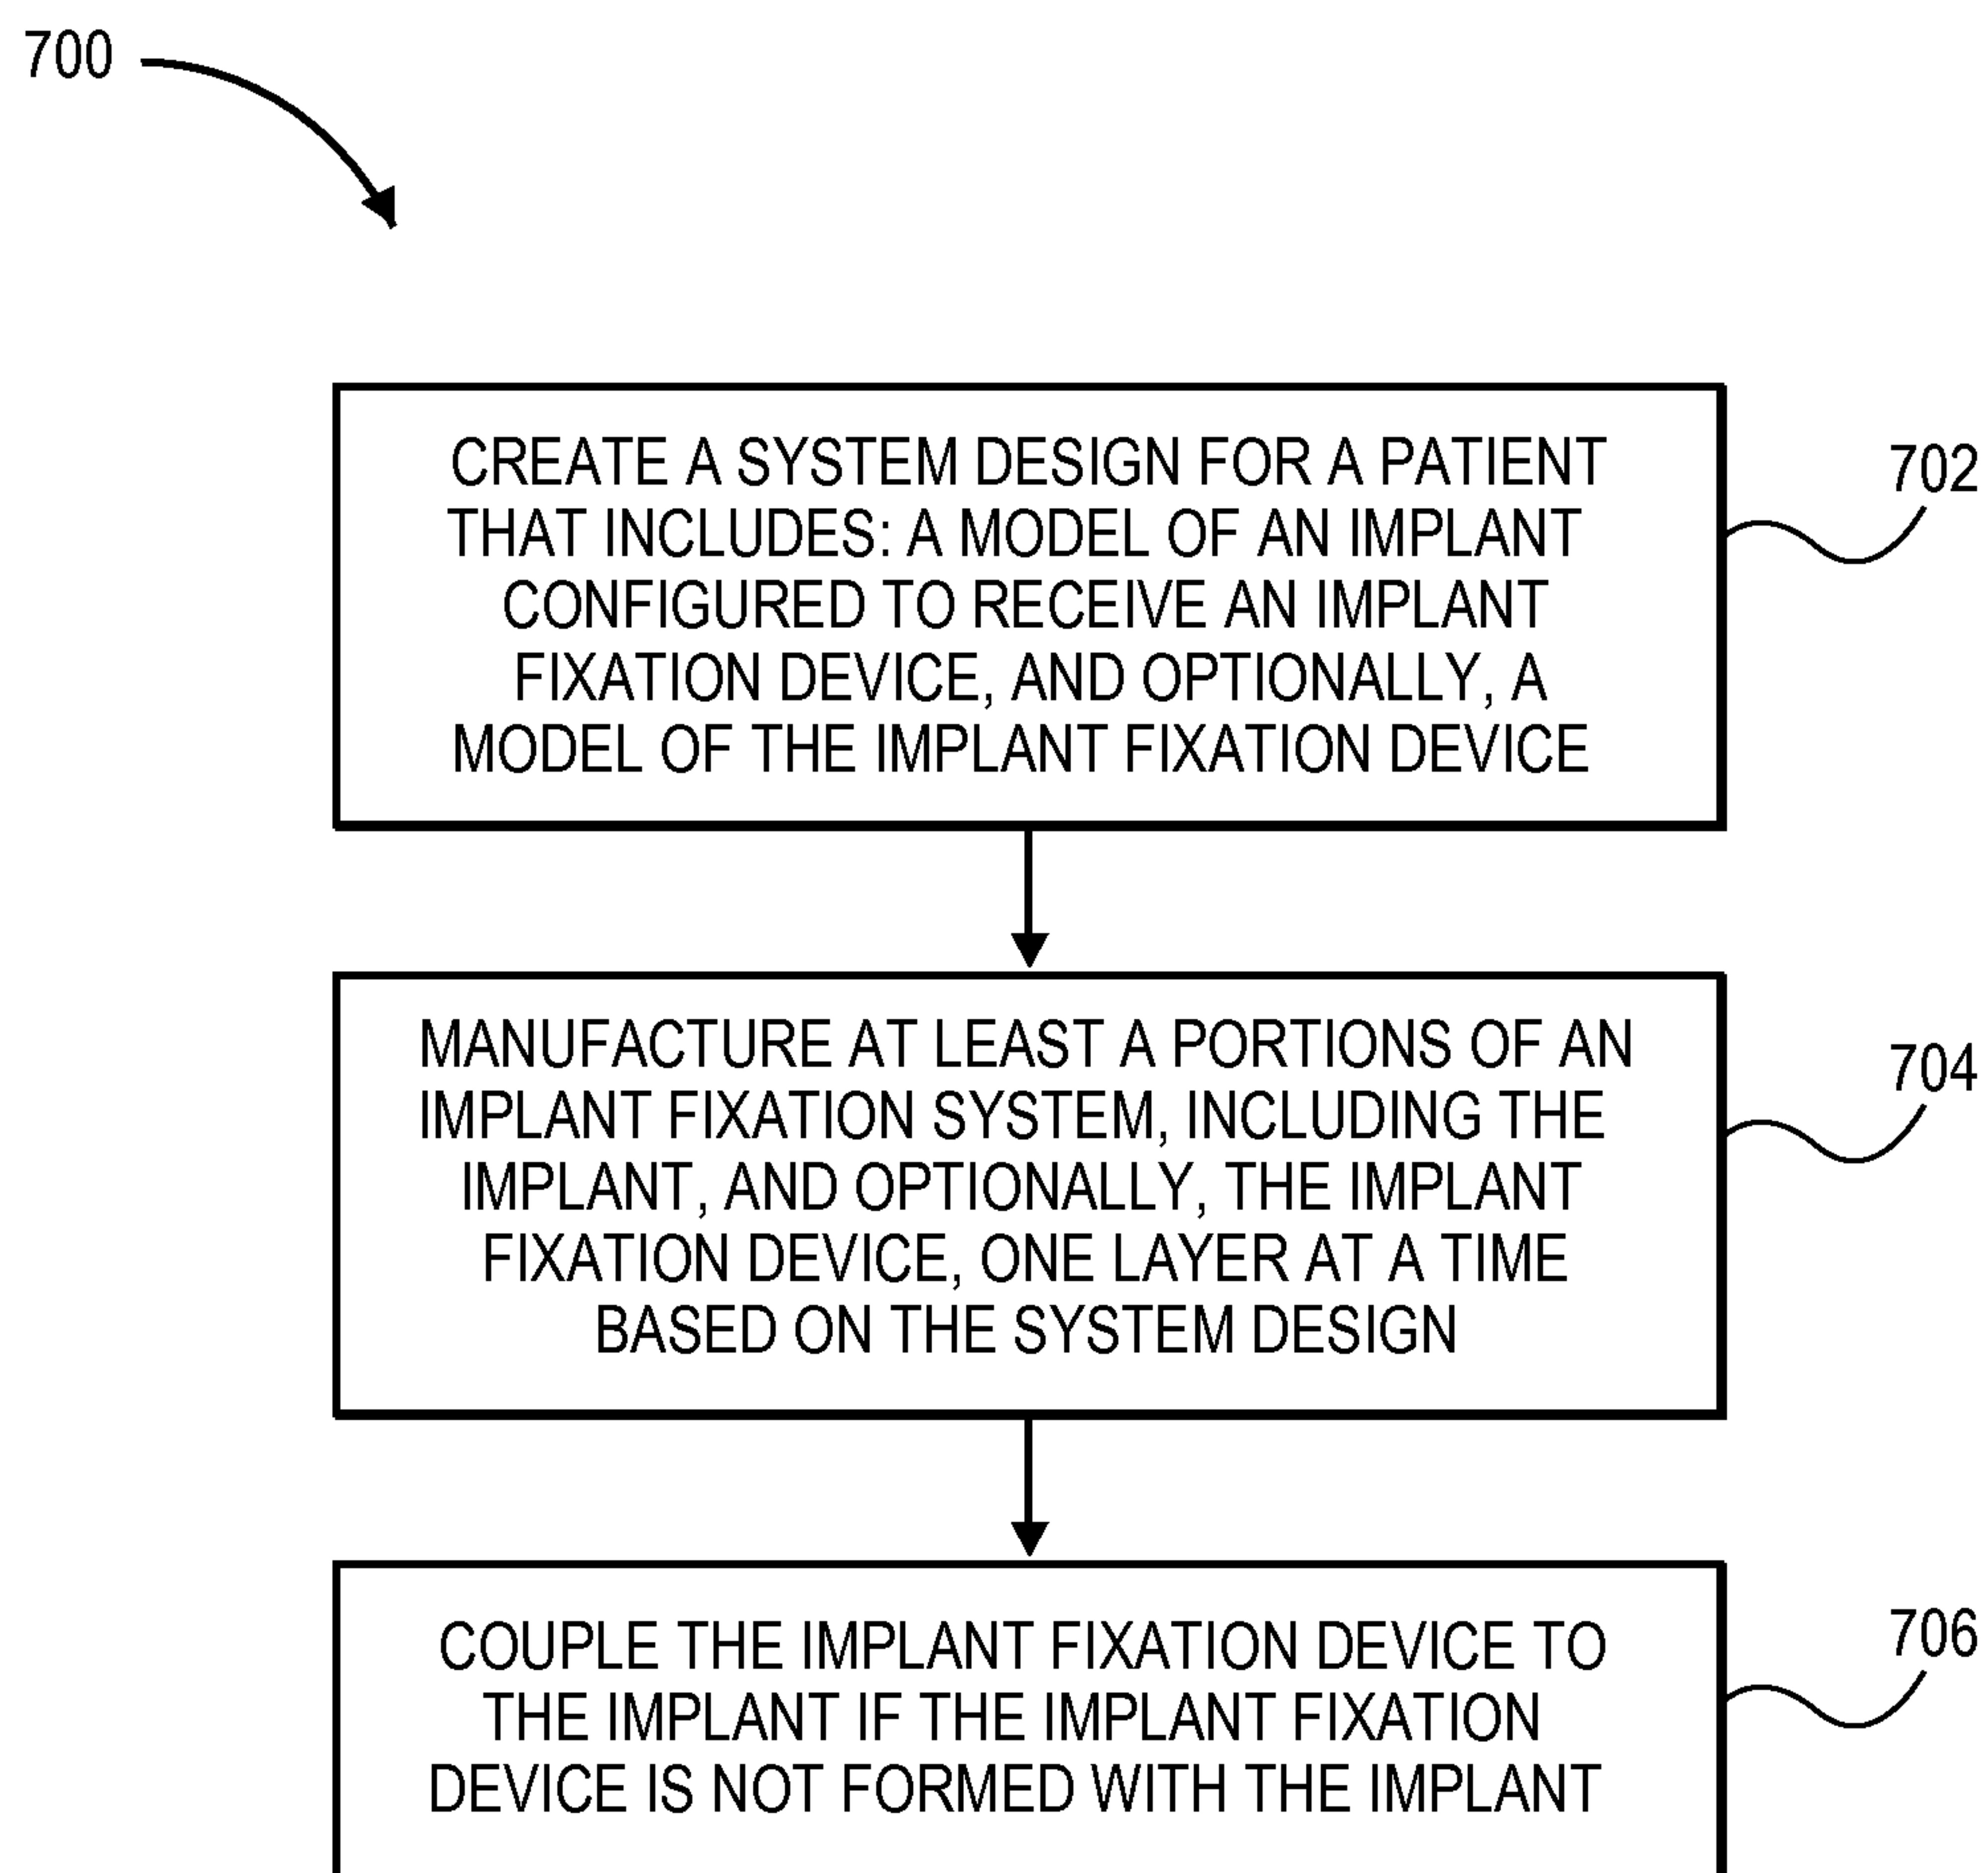 700
CREATE A SYSTEM DESIGN FOR A PATIENT
THAT INCLUDES: A MODEL OF AN IMPLANT
CONFIGURED TO RECEIVE AN IMPLANT
FIXATION DEVICE, AND OPTIONALLY, A
MODEL OF THE IMPLANT FIXATION DEVICE
702
MANUFACTURE AT LEAST A PORTIONS OF AN
IMPLANT FIXATION SYSTEM, INCLUDING THE
IMPLANT, AND OPTIONALLY, THE IMPLANT
FIXATION DEVICE, ONE LAYER AT A TIME
BASED ON THE SYSTEM DESIGN
704
COUPLE THE IMPLANT FIXATION DEVICE TO
THE IMPLANT IF THE IMPLANT FIXATION
DEVICE IS NOT FORMED WITH THE IMPLANT
706